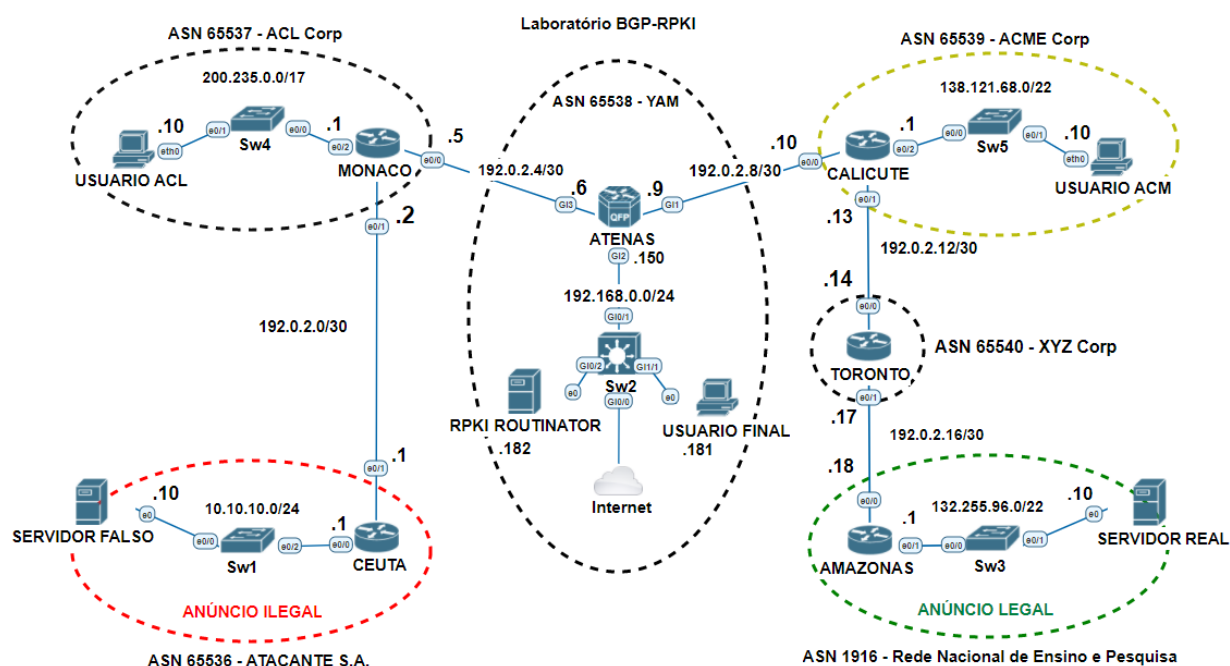 Laboratório BGP-RPKI
ASN 65537 - ACL Corp
200.235.0.0/17
.10
eth0
e0/1
Sw4
e0/0
.1
e0/2
USUARIO ACL
MONACO
.5
e0/0
192.0.2.4/30
.2
e0/1
192.0.2.0/30
.1
e0/1
ASN 65538 - YAM
.6
GI3
.9
GI1
QFP
ATENAS
GI2
.150
192.168.0.0/24
GI0/1
GI0/2
GI1/1
Sw2
GI0/0
e0
e0
RPKI ROUTINATOR
.182
USUARIO FINAL
.181
Internet
192.0.2.8/30
ASN 65539 - ACME Corp
138.121.68.0/22
.10
e0/0
CALICUTE
.1
e0/2
e0/0
Sw5
e0/1
.10
eth0
USUARIO ACM
e0/1
.13
192.0.2.12/30
.14
e0/0
TORONTO
ASN 65540 - XYZ Corp
e0/1
.17
192.0.2.16/30
.18
e0/0
AMAZONAS
.1
e0/1
132.255.96.0/22
e0/0
Sw3
e0/1
.10
e0
SERVIDOR REAL
ANÚNCIO LEGAL
ASN 1916 - Rede Nacional de Ensino e Pesquisa
SERVIDOR FALSO
.10
e0
10.10.10.0/24
e0/0
Sw1
e0/2
.1
e0/0
CEUTA
ANÚNCIO ILEGAL
ASN 65536 - ATACANTE S.A.